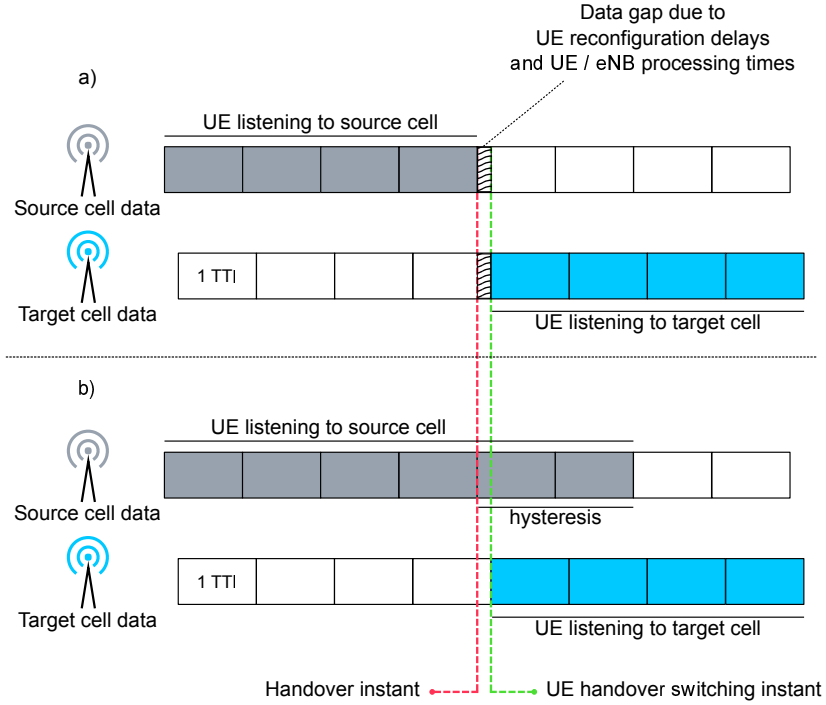 Data gap due to
UE reconfiguration delays
and UE / eNB processing times
a)
UE listening to source cell
Source cell data
1 TTI
Target cell data
UE listening to target cell
b)
UE listening to source cell
Source cell data
hysteresis
1 TTI
Target cell data
UE listening to target cell
Handover instant
UE handover switching instant